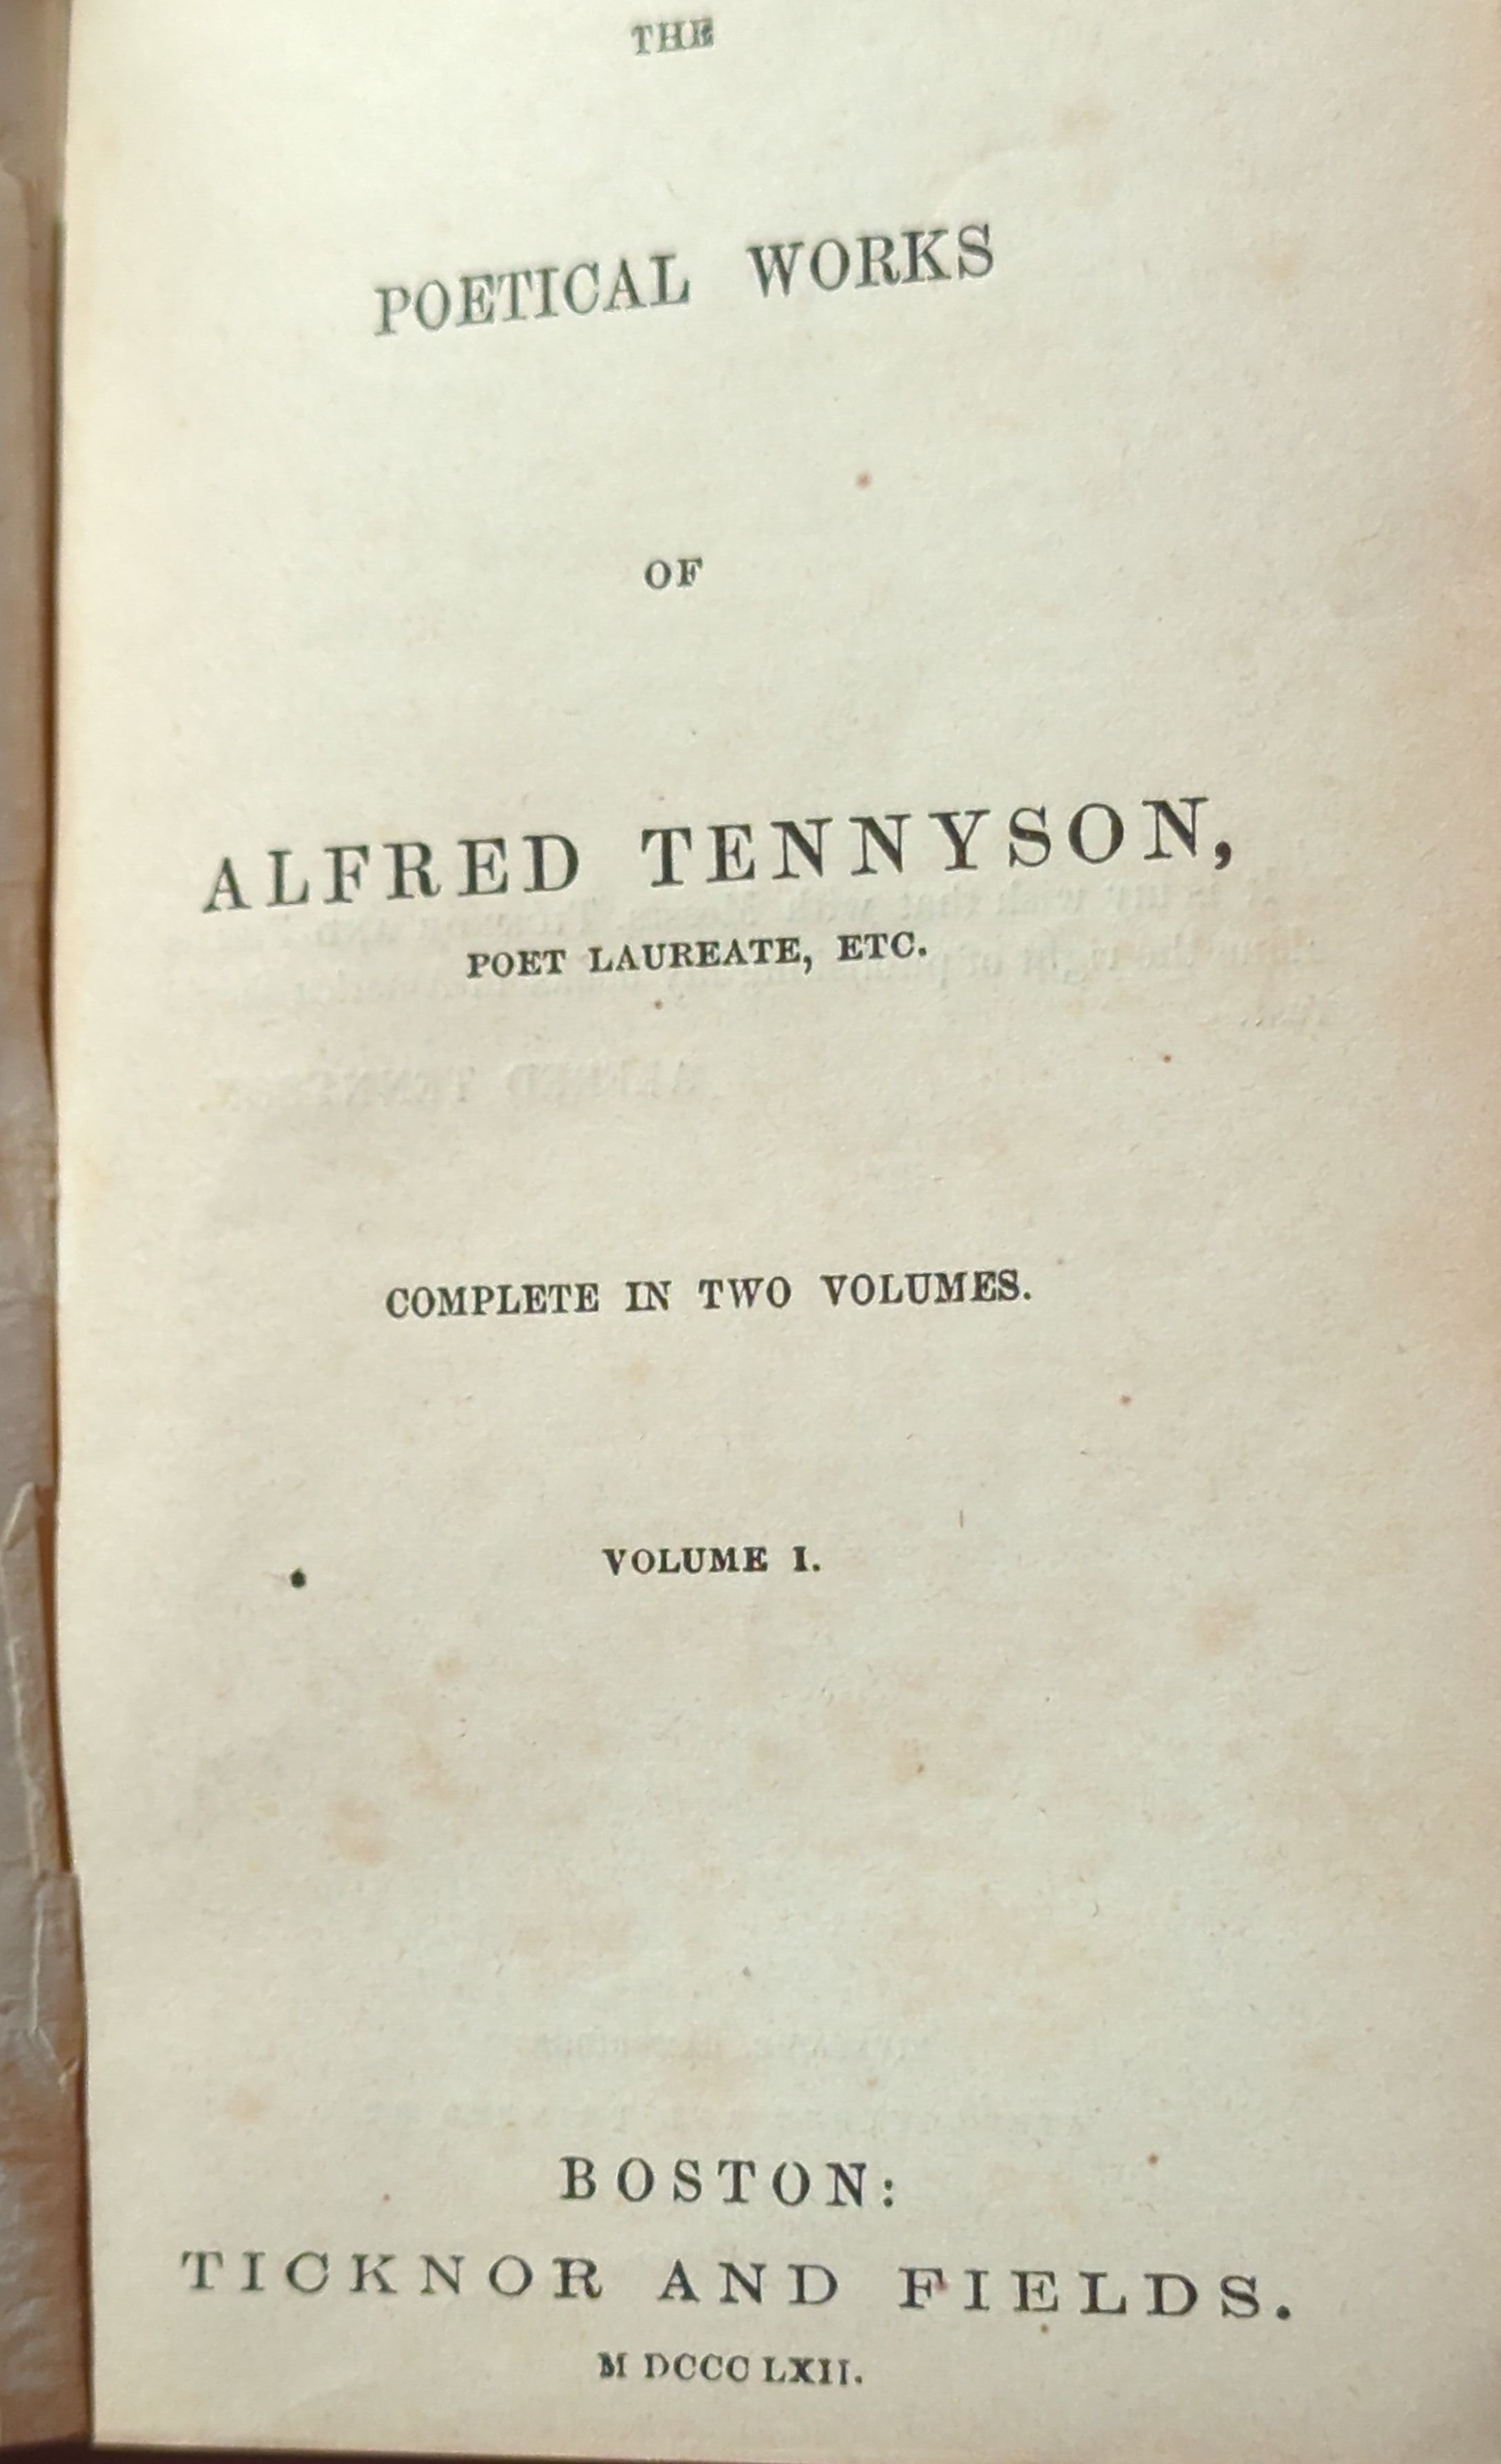 THE
POETICAL WORKS
OF
ALFRED TENNYSON,
POET LAUREATE, ETC.
COMPLETE IN TWO VOLUMES.
VOLUME I.
BOSTON:
TICKNOR AND FIELDS.
M DCCC LXII.